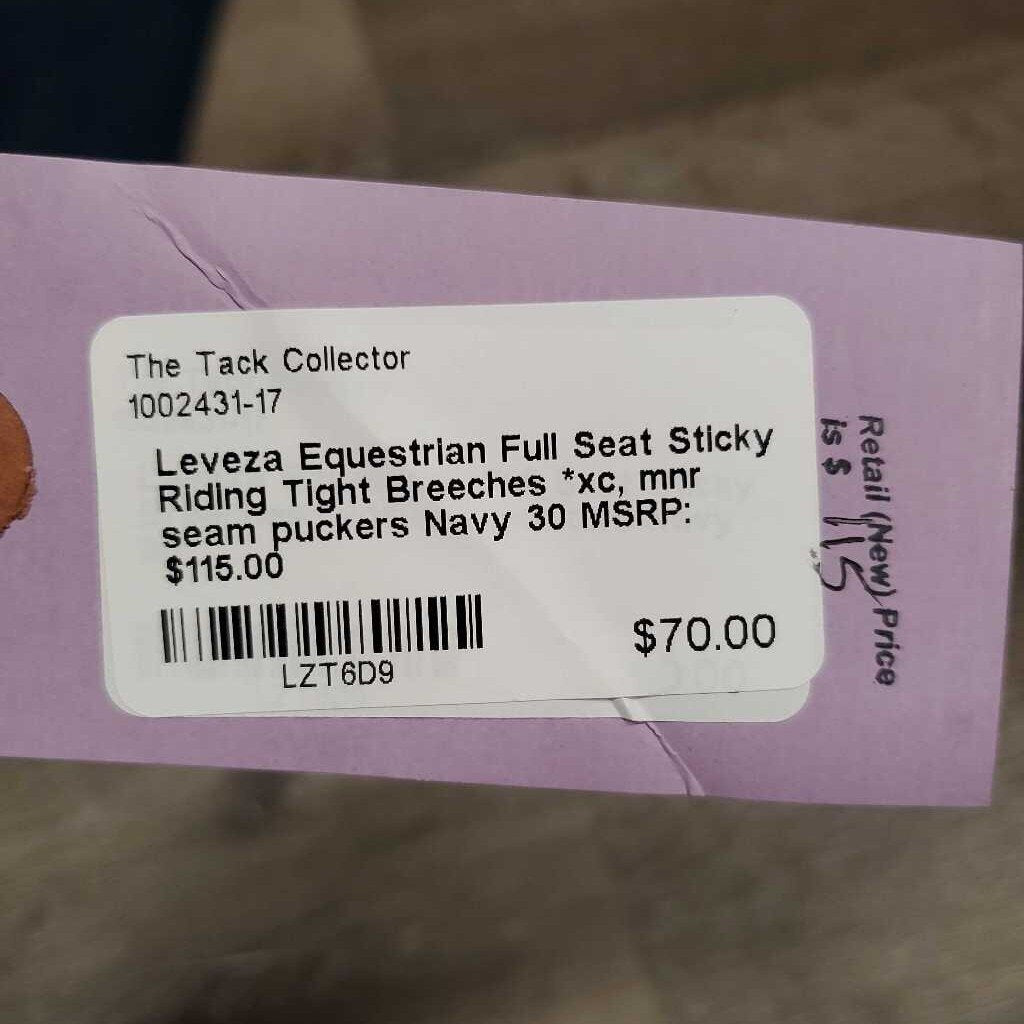 The Tack Collector
1002431-17
Leveza Equestrian Full Seat Sticky
Riding Tight Breeches *xc, mnr
seam puckers Navy 30 MSRP:
$115.00
LZT6D9
$70.00
Retail (New) Price
is $ 115